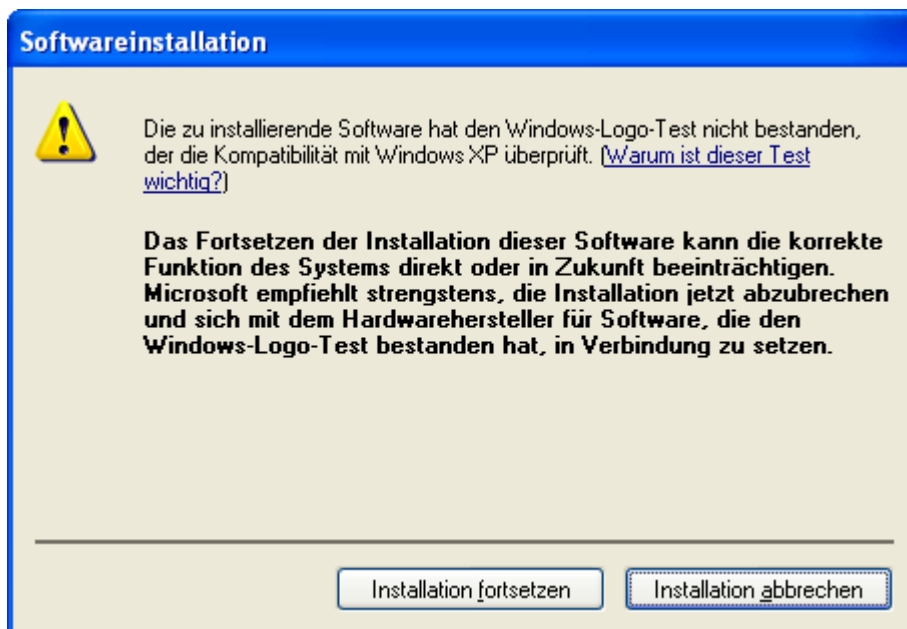 Softwareinstallation
Die zu installierende Software hat den Windows-Logo-Test nicht bestanden,
der die Kompatibilität mit Windows XP überprüft. (Warum ist dieser Test
wichtig?)
Das Fortsetzen der Installation dieser Software kann die korrekte
Funktion des Systems direkt oder in Zukunft beeinträchtigen.
Microsoft empfiehlt strengstens, die Installation jetzt abzubrechen
und sich mit dem Hardwarehersteller für Software, die den
Windows-Logo-Test bestanden hat, in Verbindung zu setzen.
Installation fortsetzen Installation abbrechen